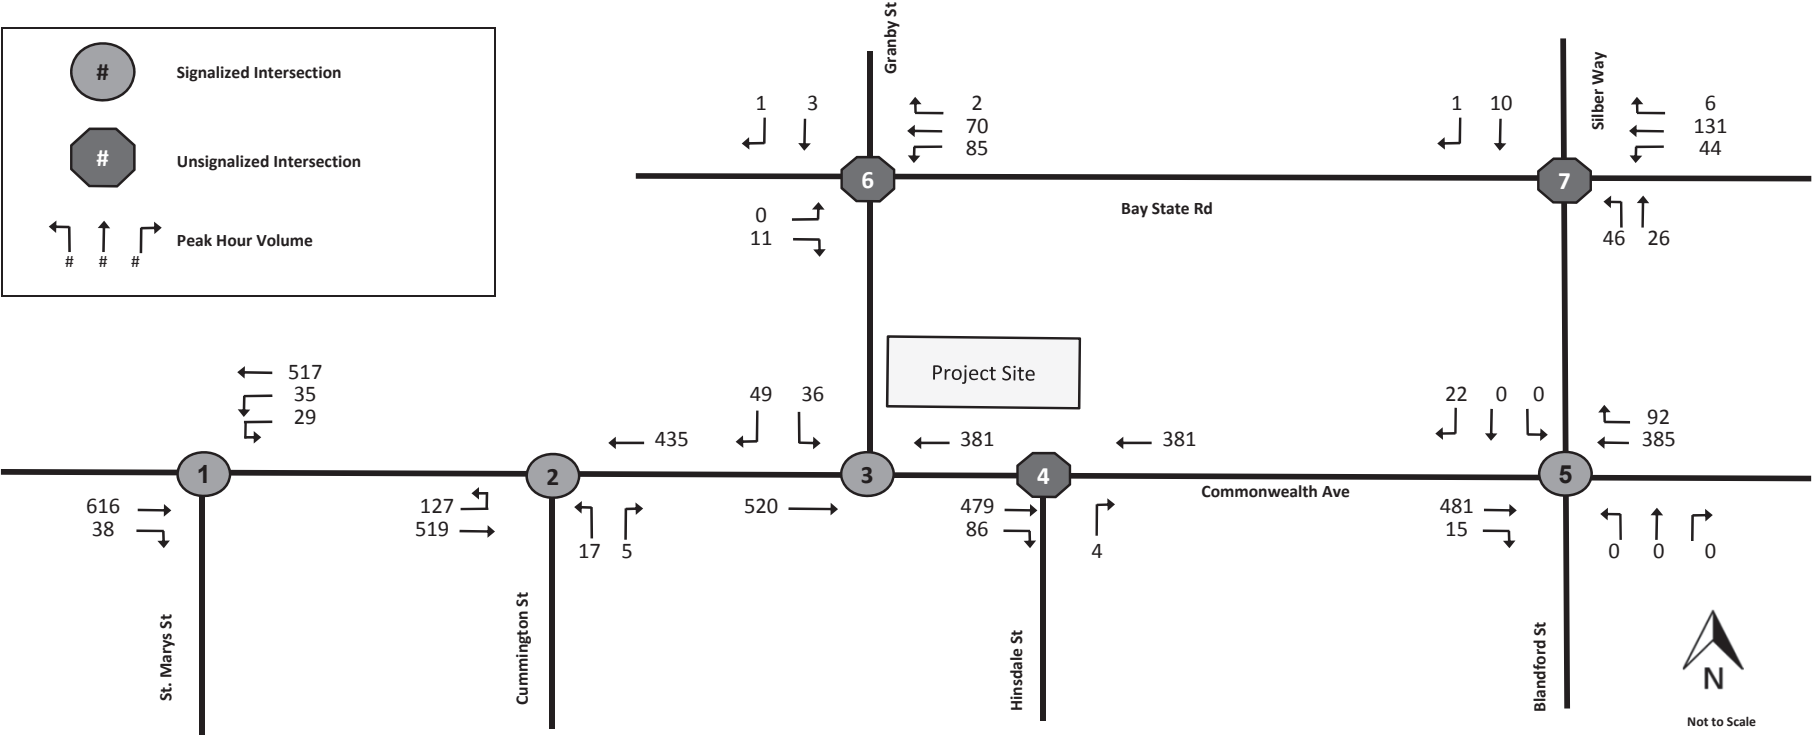 Granby St
Silber Way
# Signalized Intersection
# Unsignalized Intersection
Peak Hour Volume
# # #
1 3
2
70
85
6
0
11
Bay State Rd
1 10
6
131
44
7
46 26
Project Site
517
35
29
1
616
38
St. Marys St
435
2
127
519
17 5
Cummington St
49 36
381
3
520
381
4
479
86
4
Hinsdale St
Commonwealth Ave
22 0 0
92
385
5
481
15
0 0 0
Blandford St
N
Not to Scale